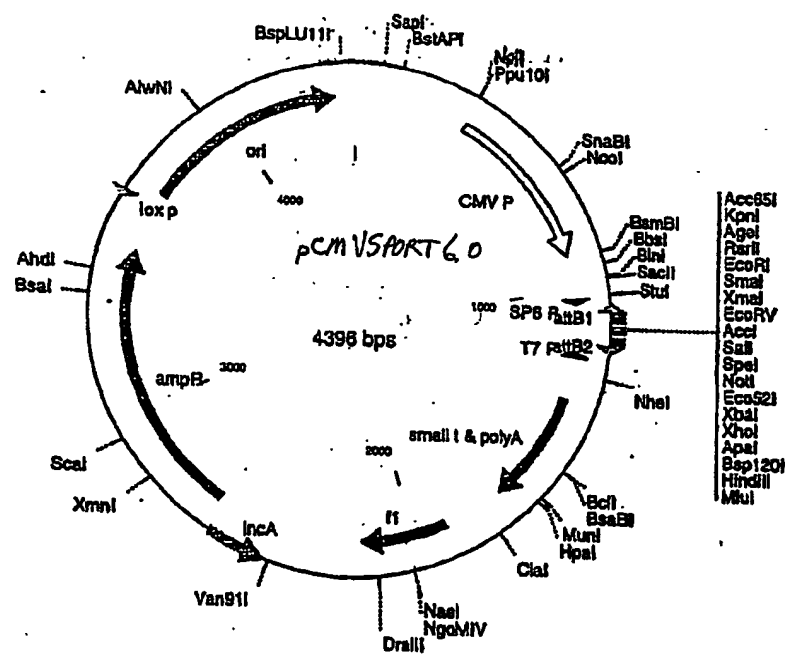 BspLU11I
SapI
BstAPI
Ppu10I
AlwNI
SnaBI
NcoI
ori
4000
lox p
CMV P
pCMVSPORT 6.0
BsmBI
BbsI
BlnI
SacII
StuI
AhdI
BsaI
1000
SP6 P
attB1
T7 P
attB2
4396 bps
Acc65I
KpnI
AgeI
RsrII
EcoRI
SmaI
XmaI
EcoRV
AccI
SalI
SpeI
NotI
Eco52I
XbaI
XhoI
ApaI
Bsp120I
HindIII
MluI
ampR
3000
NheI
small t & polyA
2000
ScaI
XmnI
lncA
f1
BclI
BsaBI
MunI
HpaI
ClaI
Van91I
NaeI
NgoMIV
DraIII